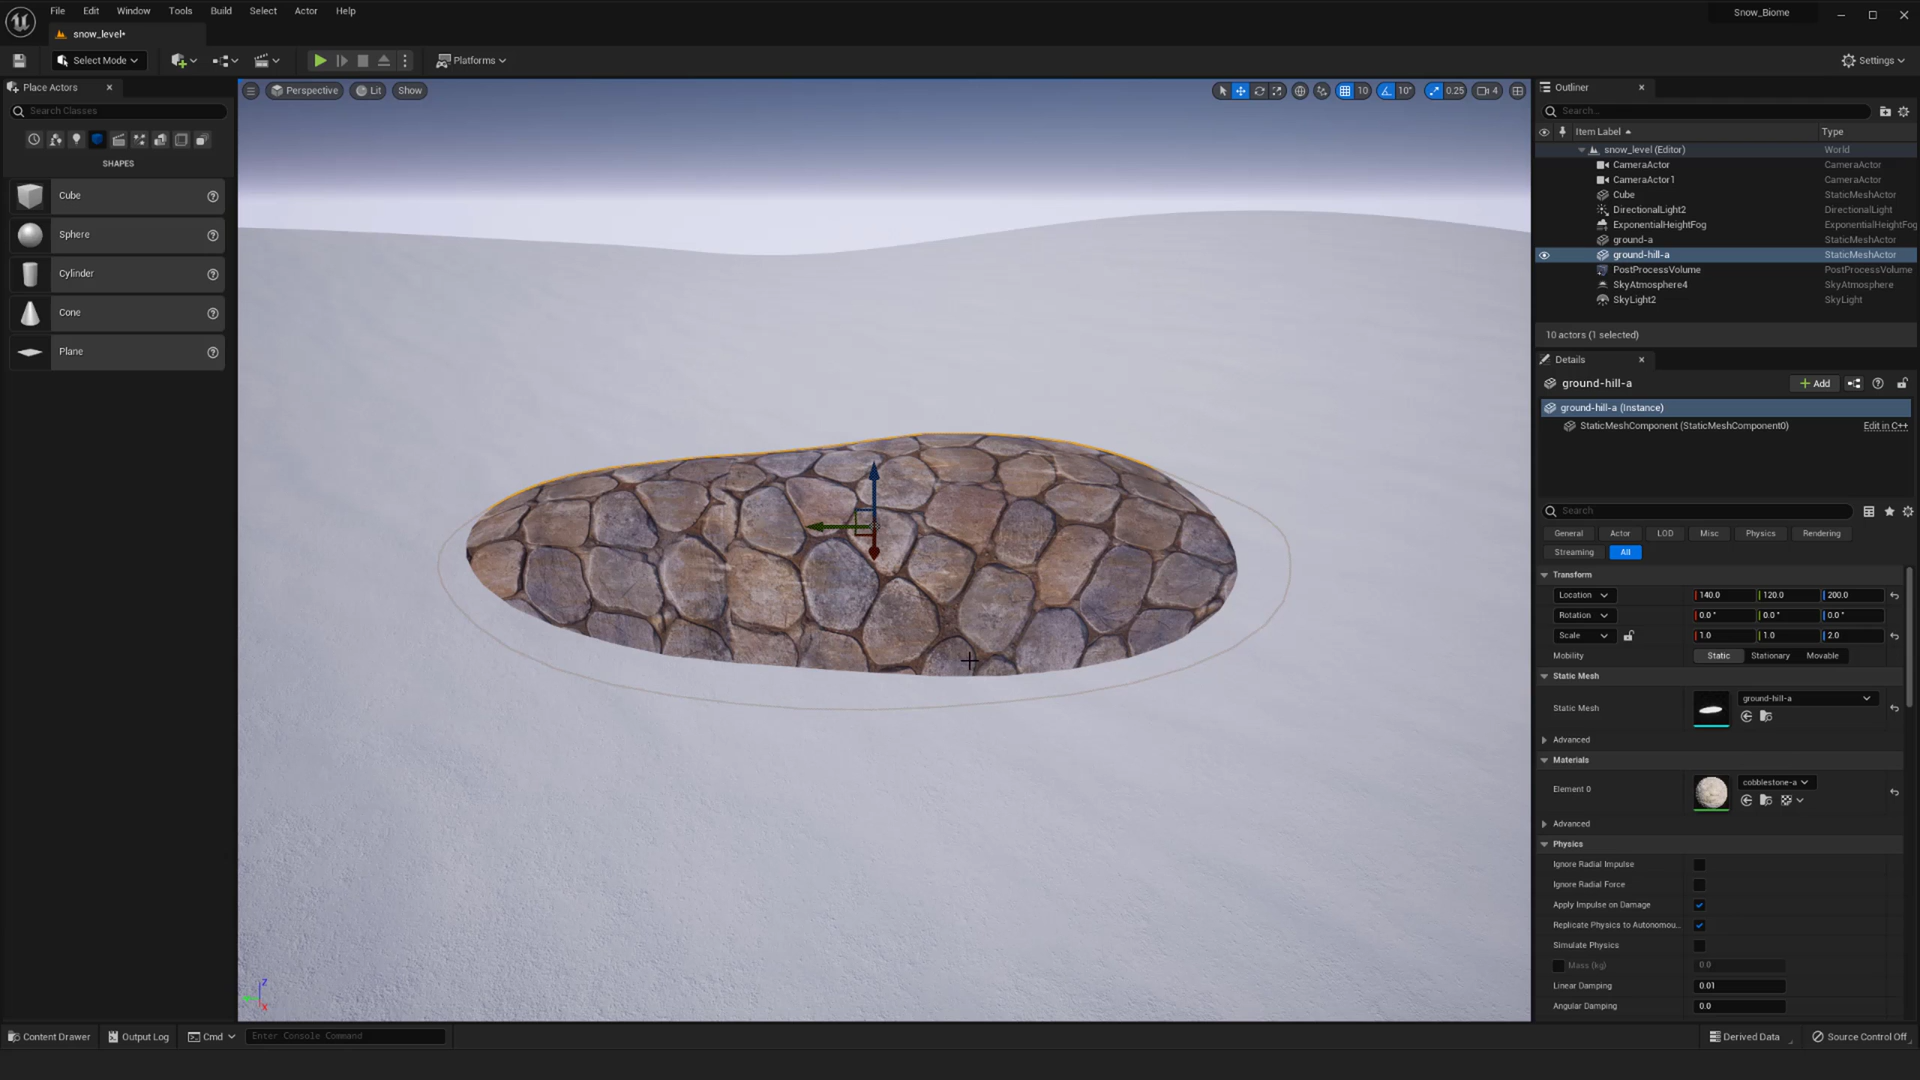 File Edit Window Tools Build Select Actor Help
Snow_Biome
snow_level*
Select Mode
Platforms
Settings
Place Actors
Search Classes
SHAPES
Cube
Sphere
Cylinder
Cone
Plane
Perspective Lit Show
10 10° 0.25 4
Outliner
Search...
Item Label Type
snow_level (Editor) World
CameraActor CameraActor
CameraActor1 CameraActor
Cube StaticMeshActor
DirectionalLight2 DirectionalLight
ExponentialHeightFog ExponentialHeightFog
ground-a StaticMeshActor
ground-hill-a StaticMeshActor
PostProcessVolume PostProcessVolume
SkyAtmosphere4 SkyAtmosphere
SkyLight2 SkyLight
10 actors (1 selected)
Details
ground-hill-a
+ Add
ground-hill-a (Instance)
StaticMeshComponent (StaticMeshComponent0) Edit in C++
Search
General Actor LOD Misc Physics Rendering
Streaming All
Transform
Location 140.0 120.0 200.0
Rotation 0.0° 0.0° 0.0°
Scale 1.0 1.0 2.0
Mobility Static Stationary Movable
Static Mesh
Static Mesh ground-hill-a
Advanced
Materials
Element 0 cobblestone-a
Advanced
Physics
Ignore Radial Impulse
Ignore Radial Force
Apply Impulse on Damage
Replicate Physics to Autonomou...
Simulate Physics
Mass (kg) 0.0
Linear Damping 0.01
Angular Damping 0.0
Z
X
Content Drawer Output Log Cmd Enter Console Command
Derived Data Source Control Off